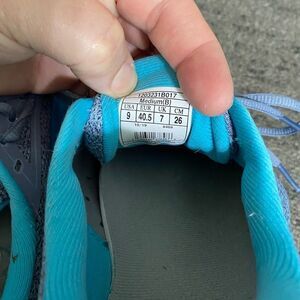 1203231B017
Medium(B)
USA EUR UK CM
9 40.5 7 26